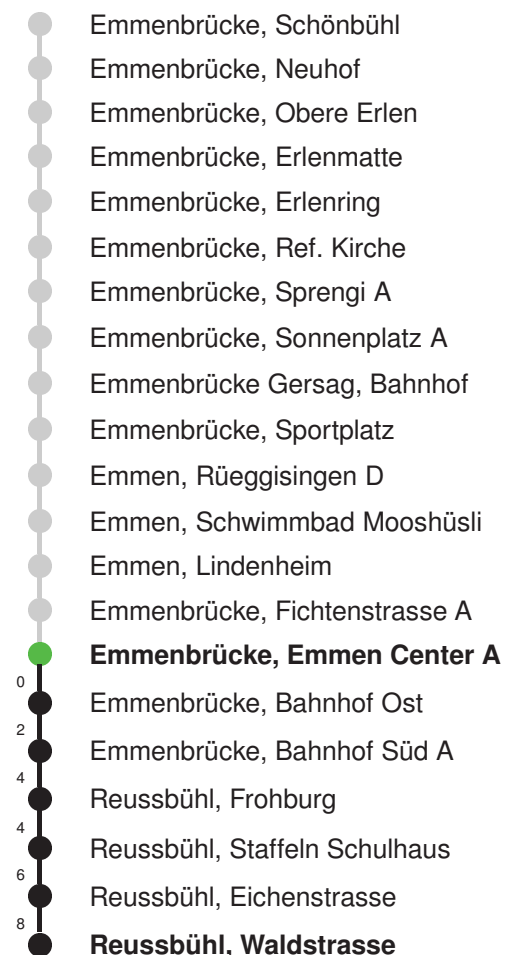 Emmenbrücke, Schönbühl
Emmenbrücke, Neuhof
Emmenbrücke, Obere Erlen
Emmenbrücke, Erlenmatte
Emmenbrücke, Erlenring
Emmenbrücke, Ref. Kirche
Emmenbrücke, Sprengi A
Emmenbrücke, Sonnenplatz A
Emmenbrücke Gersag, Bahnhof
Emmenbrücke, Sportplatz
Emmen, Rüeggisingen D
Emmen, Schwimmbad Mooshüsli
Emmen, Lindenheim
Emmenbrücke, Fichtenstrasse A
Emmenbrücke, Emmen Center A
0 Emmenbrücke, Bahnhof Ost
2 Emmenbrücke, Bahnhof Süd A
4 Reussbühl, Frohburg
4 Reussbühl, Staffeln Schulhaus
6 Reussbühl, Eichenstrasse
8 Reussbühl, Waldstrasse